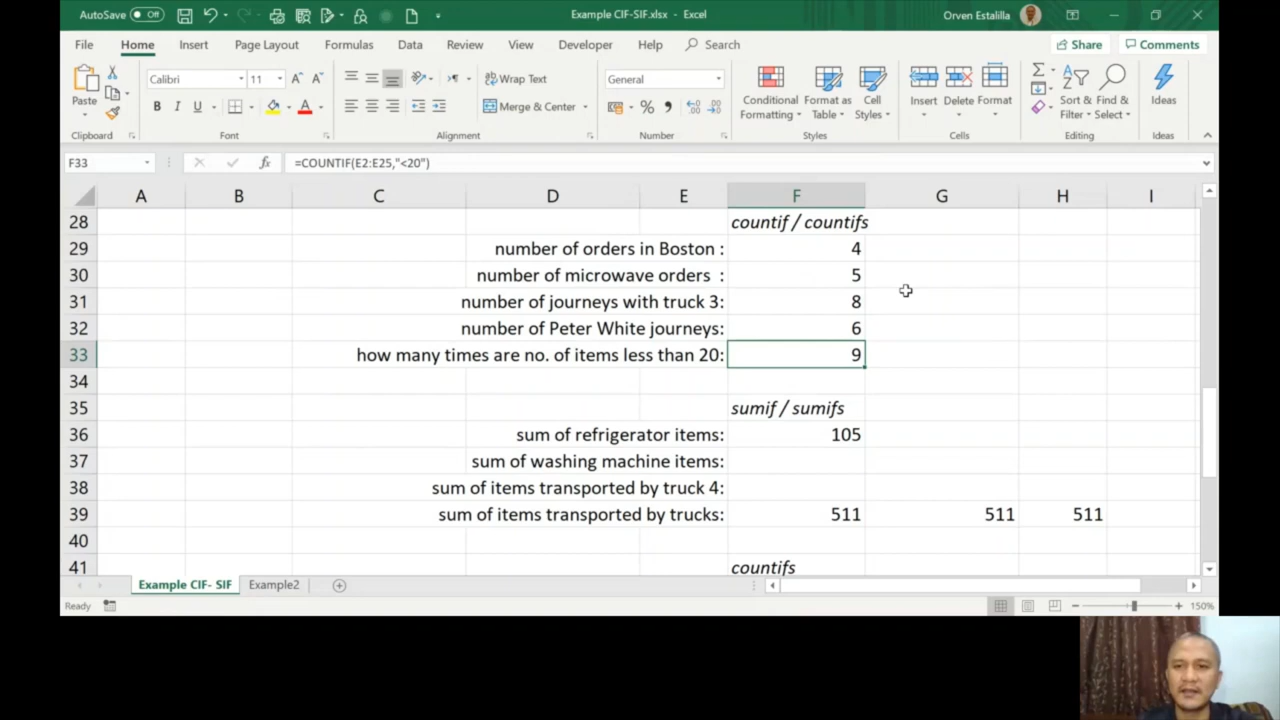 AutoSave Off
Example CIF-SIF.xlsx - Excel
Orven Estalilla
File Home Insert Page Layout Formulas Data Review View Developer Help Search Share Comments
Calibri 11 Wrap Text General
Paste B I U Merge & Center % Conditional Formatting Format as Table Cell Styles Insert Delete Format Sort & Filter Find & Select Ideas
Clipboard Font Alignment Number Styles Cells Editing Ideas
F33 fx =COUNTIF(E2:E25,"<20")
A B C D E F G H I
28 countif / countifs
29 number of orders in Boston : 4
30 number of microwave orders : 5
31 number of journeys with truck 3: 8
32 number of Peter White journeys: 6
33 how many times are no. of items less than 20: 9
34
35 sumif / sumifs
36 sum of refrigerator items: 105
37 sum of washing machine items:
38 sum of items transported by truck 4:
39 sum of items transported by trucks: 511 511 511
40
41 countifs
Example CIF- SIF Example2
Ready 150%